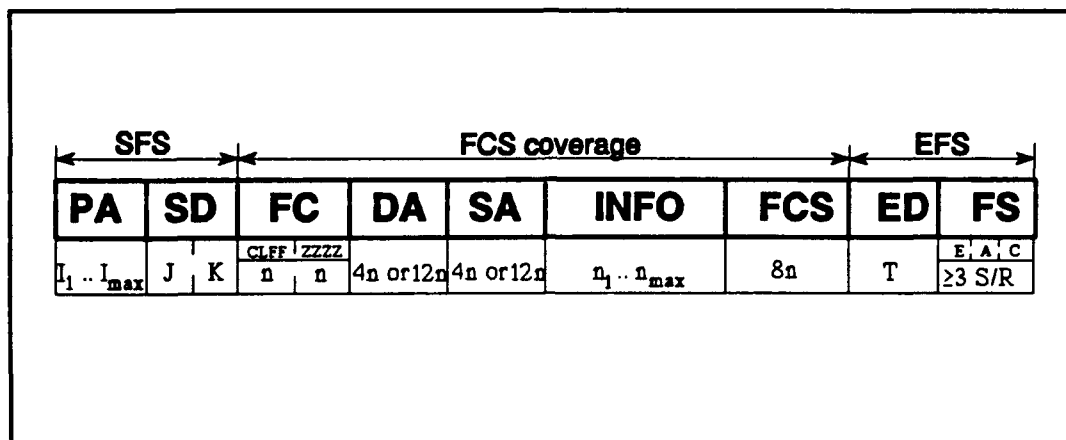 SFS FCS coverage EFS
PA SD FC DA SA INFO FCS ED FS
CLFF ZZZZ E A C
I1 .. Imax J K n n 4n or12n 4n or12n n1 .. nmax 8n T ≥3 S/R